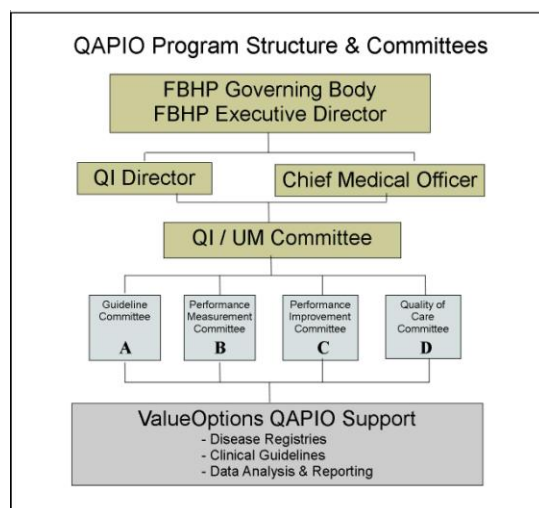 QAPIO Program Structure & Committees
FBHP Governing Body
FBHP Executive Director
QI Director
Chief Medical Officer
QI / UM Committee
Guideline
Committee
A
Performance
Measurement
Committee
B
Performance
Improvement
Committee
C
Quality of
Care
Committee
D
ValueOptions QAPIO Support
- Disease Registries
- Clinical Guidelines
- Data Analysis & Reporting